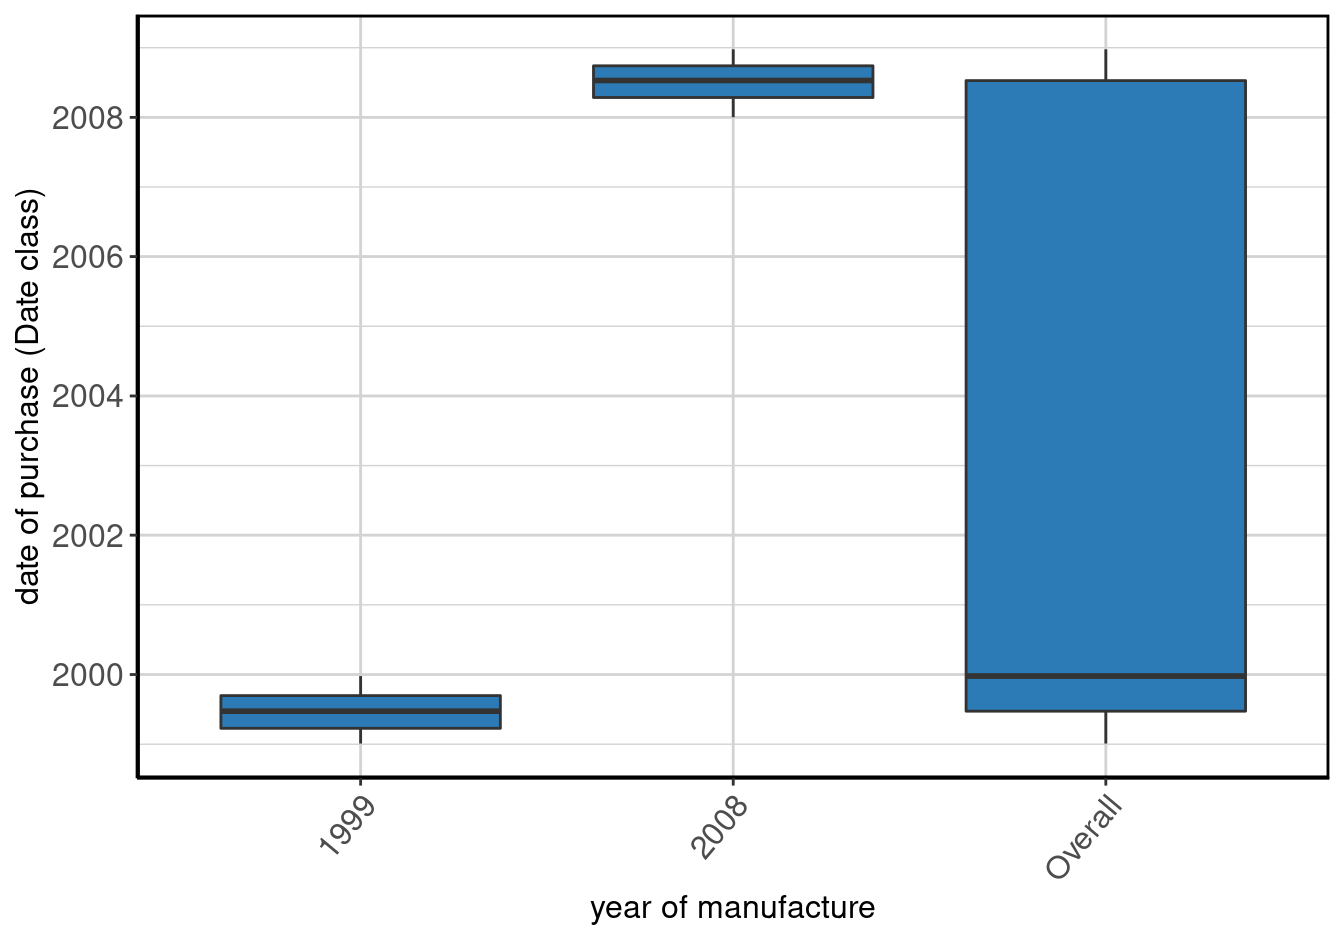 date of purchase (Date class)
2008
2006
2004
2002
2000
1999
2008
Overall
year of manufacture